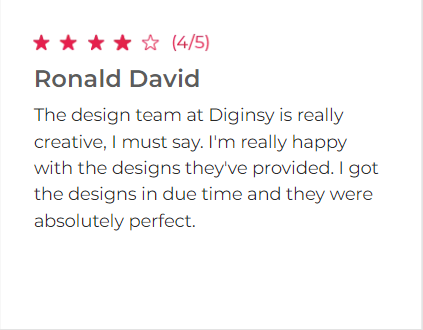 (4/5)
Ronald David
The design team at Diginsy is really
creative, I must say. I'm really happy
with the designs they've provided. I got
the designs in due time and they were
absolutely perfect.